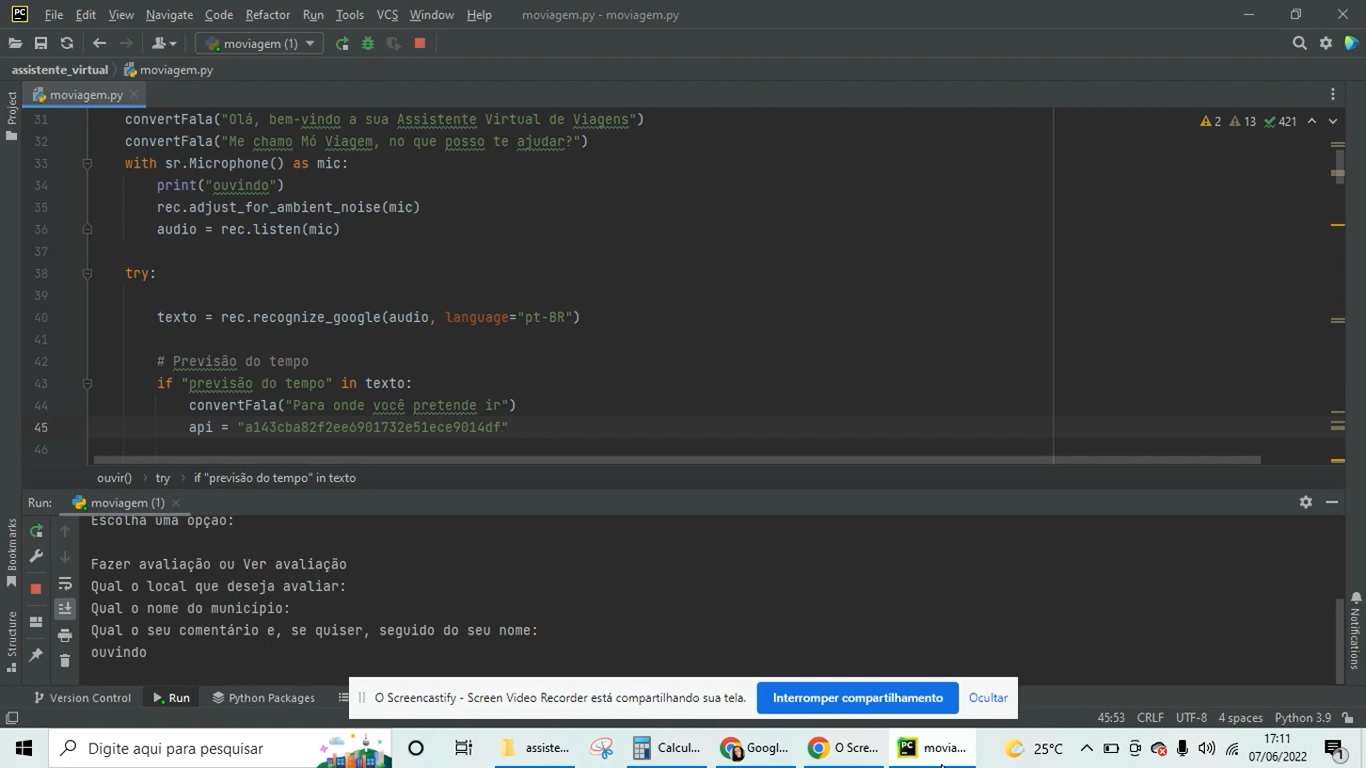 PC File Edit View Navigate Code Refactor Run Tools VCS Window Help moviagem.py - moviagem.py
moviagem (1)
assistente_virtual moviagem.py
Project
moviagem.py
31 convertFala("Olá, bem-vindo a sua Assistente Virtual de Viagens")
2 13 421
32 convertFala("Me chamo Mó Viagem, no que posso te ajudar?")
33 with sr.Microphone() as mic:
34 print("ouvindo")
35 rec.adjust_for_ambient_noise(mic)
36 audio = rec.listen(mic)
37
38 try:
39
40 texto = rec.recognize_google(audio, language="pt-BR")
41
42 # Previsão do tempo
43 if "previsão do tempo" in texto:
44 convertFala("Para onde você pretende ir")
45 api = "a143cba82f2ee6901732e51ece9014df"
46
ouvir() try if "previsão do tempo" in texto
Run: moviagem (1)
Escolha uma opção:
Fazer avaliação ou Ver avaliação
Qual o local que deseja avaliar:
Qual o nome do município:
Qual o seu comentário e, se quiser, seguido do seu nome:
ouvindo
Bookmarks
Structure
Notifications
Version Control Run Python Packages
O Screencastify - Screen Video Recorder está compartilhando sua tela. Interromper compartilhamento Ocultar
45:53 CRLF UTF-8 4 spaces Python 3.9
Digite aqui para pesquisar
assiste... Calcul... Googl... O Scre... PC movia... 25°C
17:11
07/06/2022
1